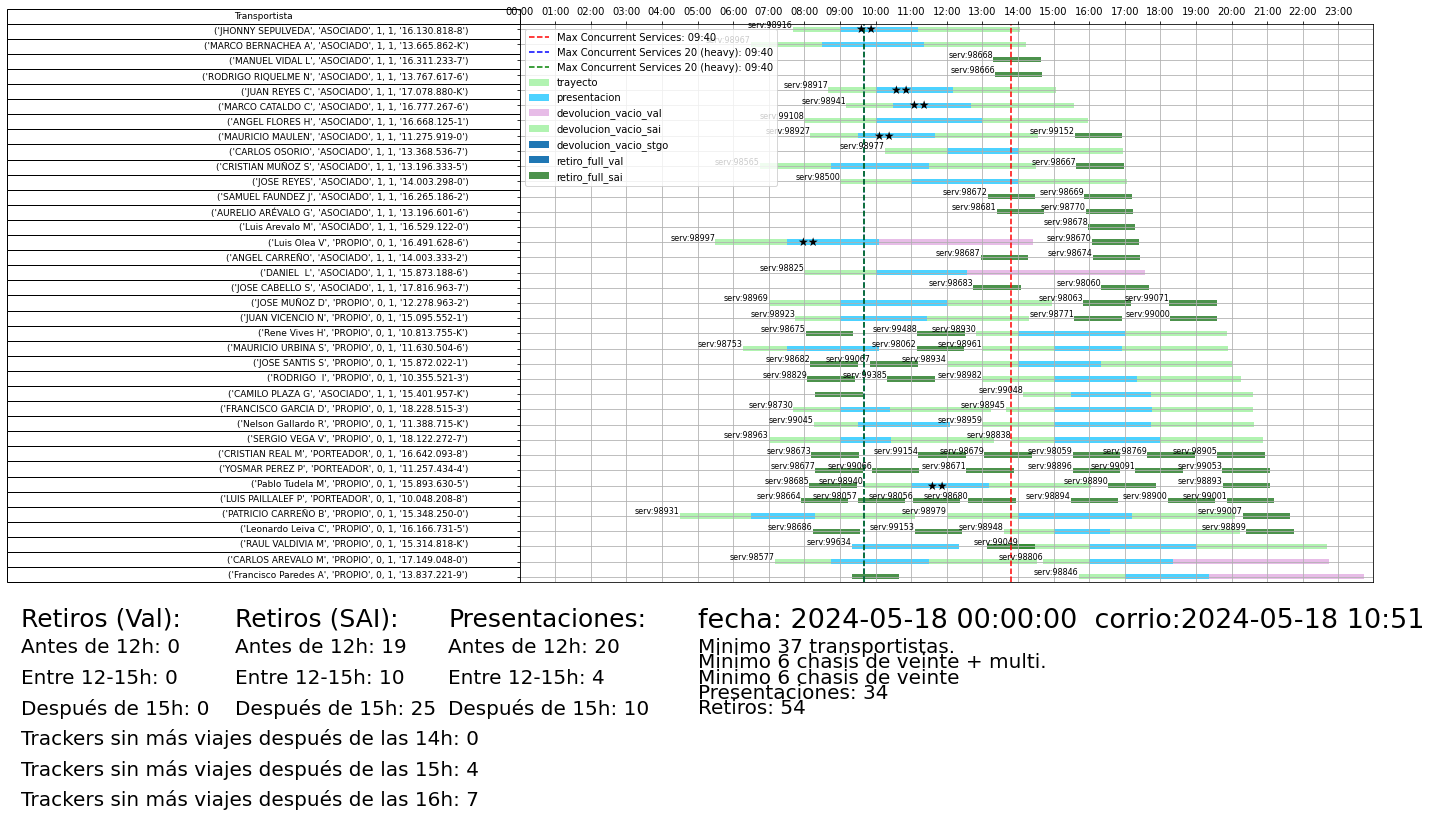 Transportista
00:00 01:00 02:00 03:00 04:00 05:00 06:00 07:00 08:00 09:00 10:00 11:00 12:00 13:00 14:00 15:00 16:00 17:00 18:00 19:00 20:00 21:00 22:00 23:00
('JHONNY SEPULVEDA', 'ASOCIADO', 1, 1, '16.130.818-8') serv:98916
('MARCO BERNACHEA A', 'ASOCIADO', 1, 1, '13.665.862-K') serv:98967
('MANUEL VIDAL L', 'ASOCIADO', 1, 1, '16.311.233-7') serv:98668
('RODRIGO RIQUELME N', 'ASOCIADO', 1, 1, '13.767.617-6') serv:98666
('JUAN REYES C', 'ASOCIADO', 1, 1, '17.078.880-K') serv:98917
('MARCO CATALDO C', 'ASOCIADO', 1, 1, '16.777.267-6') serv:98941
('ANGEL FLORES H', 'ASOCIADO', 1, 1, '16.668.125-1') serv:99108
('MAURICIO MAULEN', 'ASOCIADO', 1, 1, '11.275.919-0') serv:98927 serv:99152
('CARLOS OSORIO', 'ASOCIADO', 1, 1, '13.368.536-7') serv:98977
('CRISTIAN MUÑOZ S', 'ASOCIADO', 1, 1, '13.196.333-5') serv:98565 serv:98667
('JOSE REYES', 'ASOCIADO', 1, 1, '14.003.298-0') serv:98500
('SAMUEL FAUNDEZ J', 'ASOCIADO', 1, 1, '16.265.186-2') serv:98672 serv:98669
('AURELIO ARÉVALO G', 'ASOCIADO', 1, 1, '13.196.601-6') serv:98681 serv:98770
('Luis Arevalo M', 'ASOCIADO', 1, 1, '16.529.122-0') serv:98678
('Luis Olea V', 'PROPIO', 0, 1, '16.491.628-6') serv:98997 serv:98670
('ANGEL CARREÑO', 'ASOCIADO', 1, 1, '14.003.333-2') serv:98687 serv:98674
('DANIEL  L', 'ASOCIADO', 1, 1, '15.873.188-6') serv:98825
('JOSE CABELLO S', 'ASOCIADO', 1, 1, '17.816.963-7') serv:98683 serv:98060
('JOSE MUÑOZ D', 'PROPIO', 0, 1, '12.278.963-2') serv:98969 serv:98063 serv:99071
('JUAN VICENCIO N', 'PROPIO', 0, 1, '15.095.552-1') serv:98923 serv:98771 serv:99000
('Rene Vives H', 'PROPIO', 0, 1, '10.813.755-K') serv:98675 serv:99488 serv:98930
('MAURICIO URBINA S', 'PROPIO', 0, 1, '11.630.504-6') serv:98753 serv:98062 serv:98961
('JOSE SANTIS S', 'PROPIO', 0, 1, '15.872.022-1') serv:98682 serv:99067 serv:98934
('RODRIGO  I', 'PROPIO', 0, 1, '10.355.521-3') serv:98829 serv:99385 serv:98982
('CAMILO PLAZA G', 'PROPIO', 0, 1, '15.401.957-K') serv:99048
('FRANCISCO GARCIA D', 'PROPIO', 0, 1, '18.228.515-3') serv:98730 serv:98945
('Nelson Gallardo R', 'PROPIO', 0, 1, '11.388.715-K') serv:99045 serv:98959
('SERGIO VEGA V', 'PROPIO', 0, 1, '18.122.272-7') serv:98963 serv:98838
('CRISTIAN REAL M', 'PORTEADOR', 0, 1, '16.642.093-8') serv:98673 serv:99154 serv:98679 serv:98059 serv:98769 serv:98905
('YOSMAR PEREZ P', 'PORTEADOR', 0, 1, '11.257.434-4') serv:98677 serv:99066 serv:98671 serv:98896 serv:99091 serv:99053
('Pablo Tudela M', 'PROPIO', 0, 1, '15.893.630-5') serv:98685 serv:98940 serv:98890 serv:98893
('LUIS PAILLALEF P', 'PORTEADOR', 0, 1, '10.048.208-8') serv:98664 serv:98057 serv:98056 serv:98680 serv:98894 serv:98900 serv:99001
('PATRICIO CARREÑO B', 'PROPIO', 0, 1, '15.348.250-0') serv:98931 serv:98979 serv:99007
('Leonardo Leiva C', 'PROPIO', 0, 1, '16.166.731-5') serv:98686 serv:99153 serv:98948 serv:98899
('RAUL VALDIVIA M', 'PROPIO', 0, 1, '15.314.818-K') serv:99634 serv:99049
('CARLOS AREVALO M', 'PROPIO', 0, 1, '17.149.048-0') serv:98577 serv:98806
('Francisco Paredes A', 'PROPIO', 0, 1, '13.837.221-9') serv:98846
Max Concurrent Services: 09:40
Max Concurrent Services 20 (heavy): 09:40
Max Concurrent Services 20 (heavy): 09:40
trayecto
presentacion
devolucion_vacio_val
devolucion_vacio_sai
devolucion_vacio_stgo
retiro_full_val
retiro_full_sai
Retiros (Val):
Antes de 12h: 0
Entre 12-15h: 0
Después de 15h: 0
Retiros (SAI):
Antes de 12h: 19
Entre 12-15h: 10
Después de 15h: 25
Presentaciones:
Antes de 12h: 20
Entre 12-15h: 4
Después de 15h: 10
Trackers sin más viajes después de las 14h: 0
Trackers sin más viajes después de las 15h: 4
Trackers sin más viajes después de las 16h: 7
fecha: 2024-05-18 00:00:00  corrio:2024-05-18 10:51
Minimo 37 transportistas.
Minimo 6 chasis de veinte + multi.
Minimo 6 chasis de veinte
Presentaciones: 34
Retiros: 54